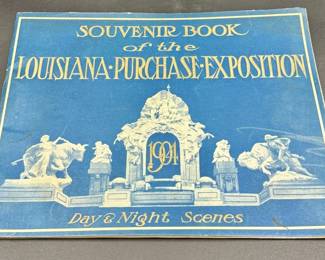 SOUVENIR BOOK
of the
LOUISIANA·PURCHASE·EXPOSITION
1904
Day & Night Scenes